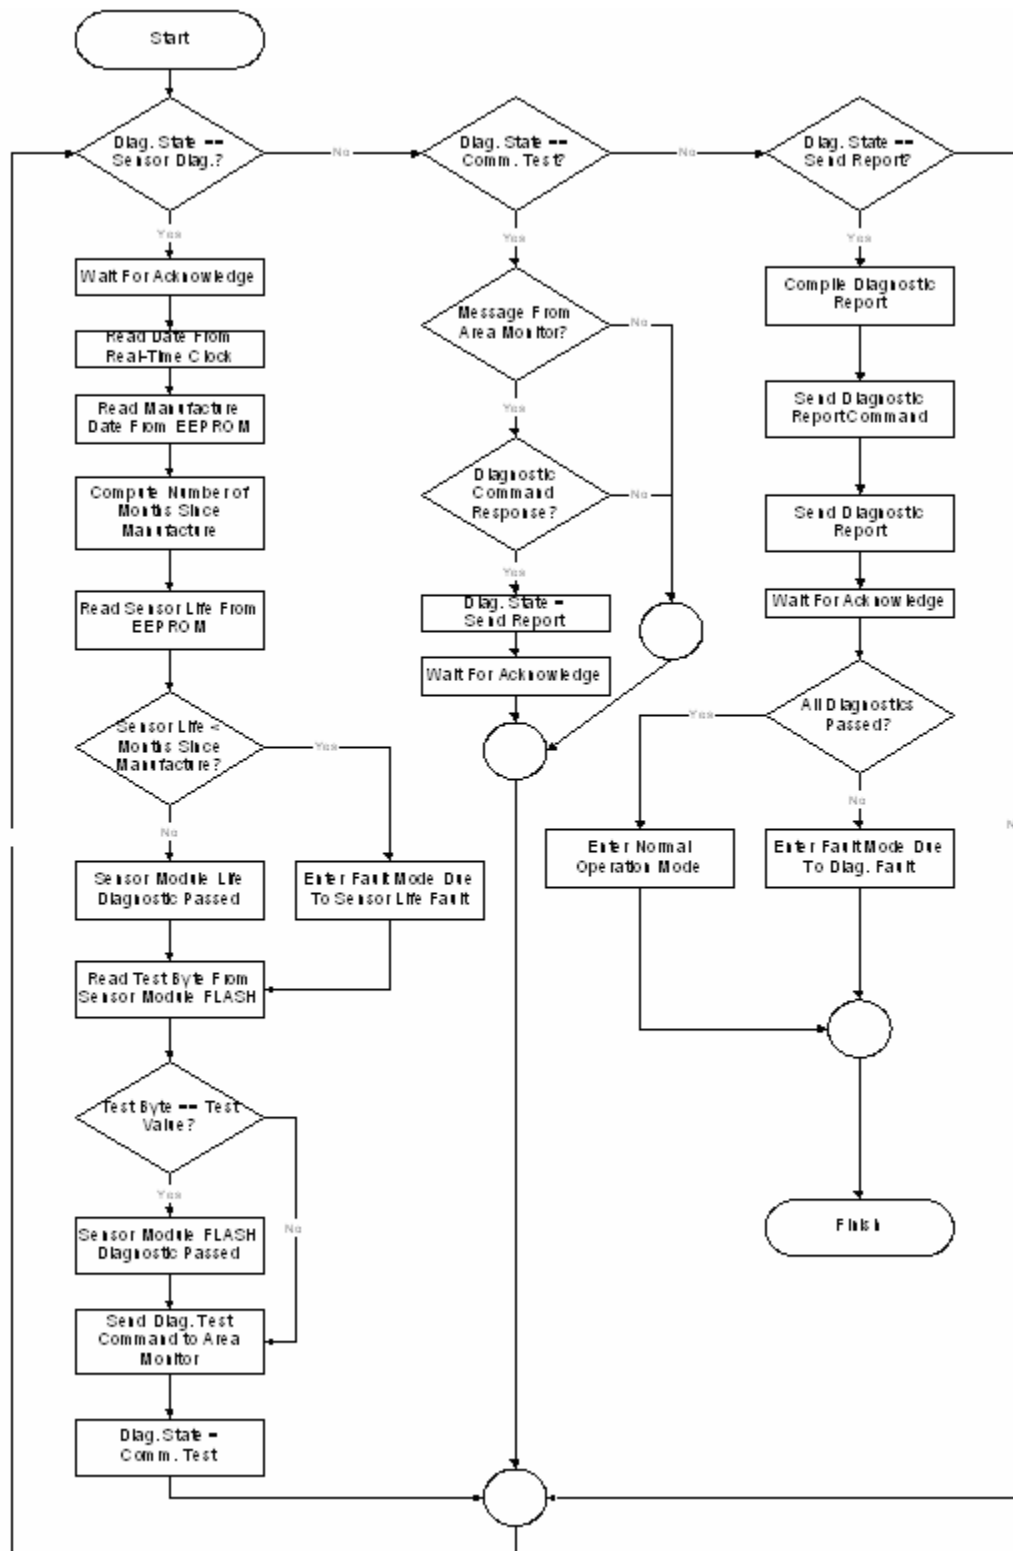 Start
Diag. State ==
Sensor Diag.?
No
Diag. State ==
Comm. Test?
No
Diag. State ==
Send Report?
Yes
Wait For Acknowledge
Read Date From
Real-Time Clock
Read Manufacture
Date From EEPROM
Compute Number of
Months Since
Manufacture
Read Sensor Life From
EEPROM
Sensor Life <
Months Since
Manufacture?
Yes
No
Sensor Module Life
Diagnostic Passed
Enter Fault Mode Due
To Sensor Life Fault
Read Test Byte From
Sensor Module FLASH
Test Byte == Test
Value?
Yes
No
Sensor Module FLASH
Diagnostic Passed
Send Diag. Test
Command to Area
Monitor
Diag. State =
Comm. Test
Yes
Message From
Area Monitor?
No
Yes
Diagnostic
Command
Response?
No
Yes
Diag. State =
Send Report
Wait For Acknowledge
Yes
Compile Diagnostic
Report
Send Diagnostic
Report Command
Send Diagnostic
Report
Wait For Acknowledge
All Diagnostics
Passed?
Yes
No
Enter Normal
Operation Mode
Enter Fault Mode Due
To Diag. Fault
Finish